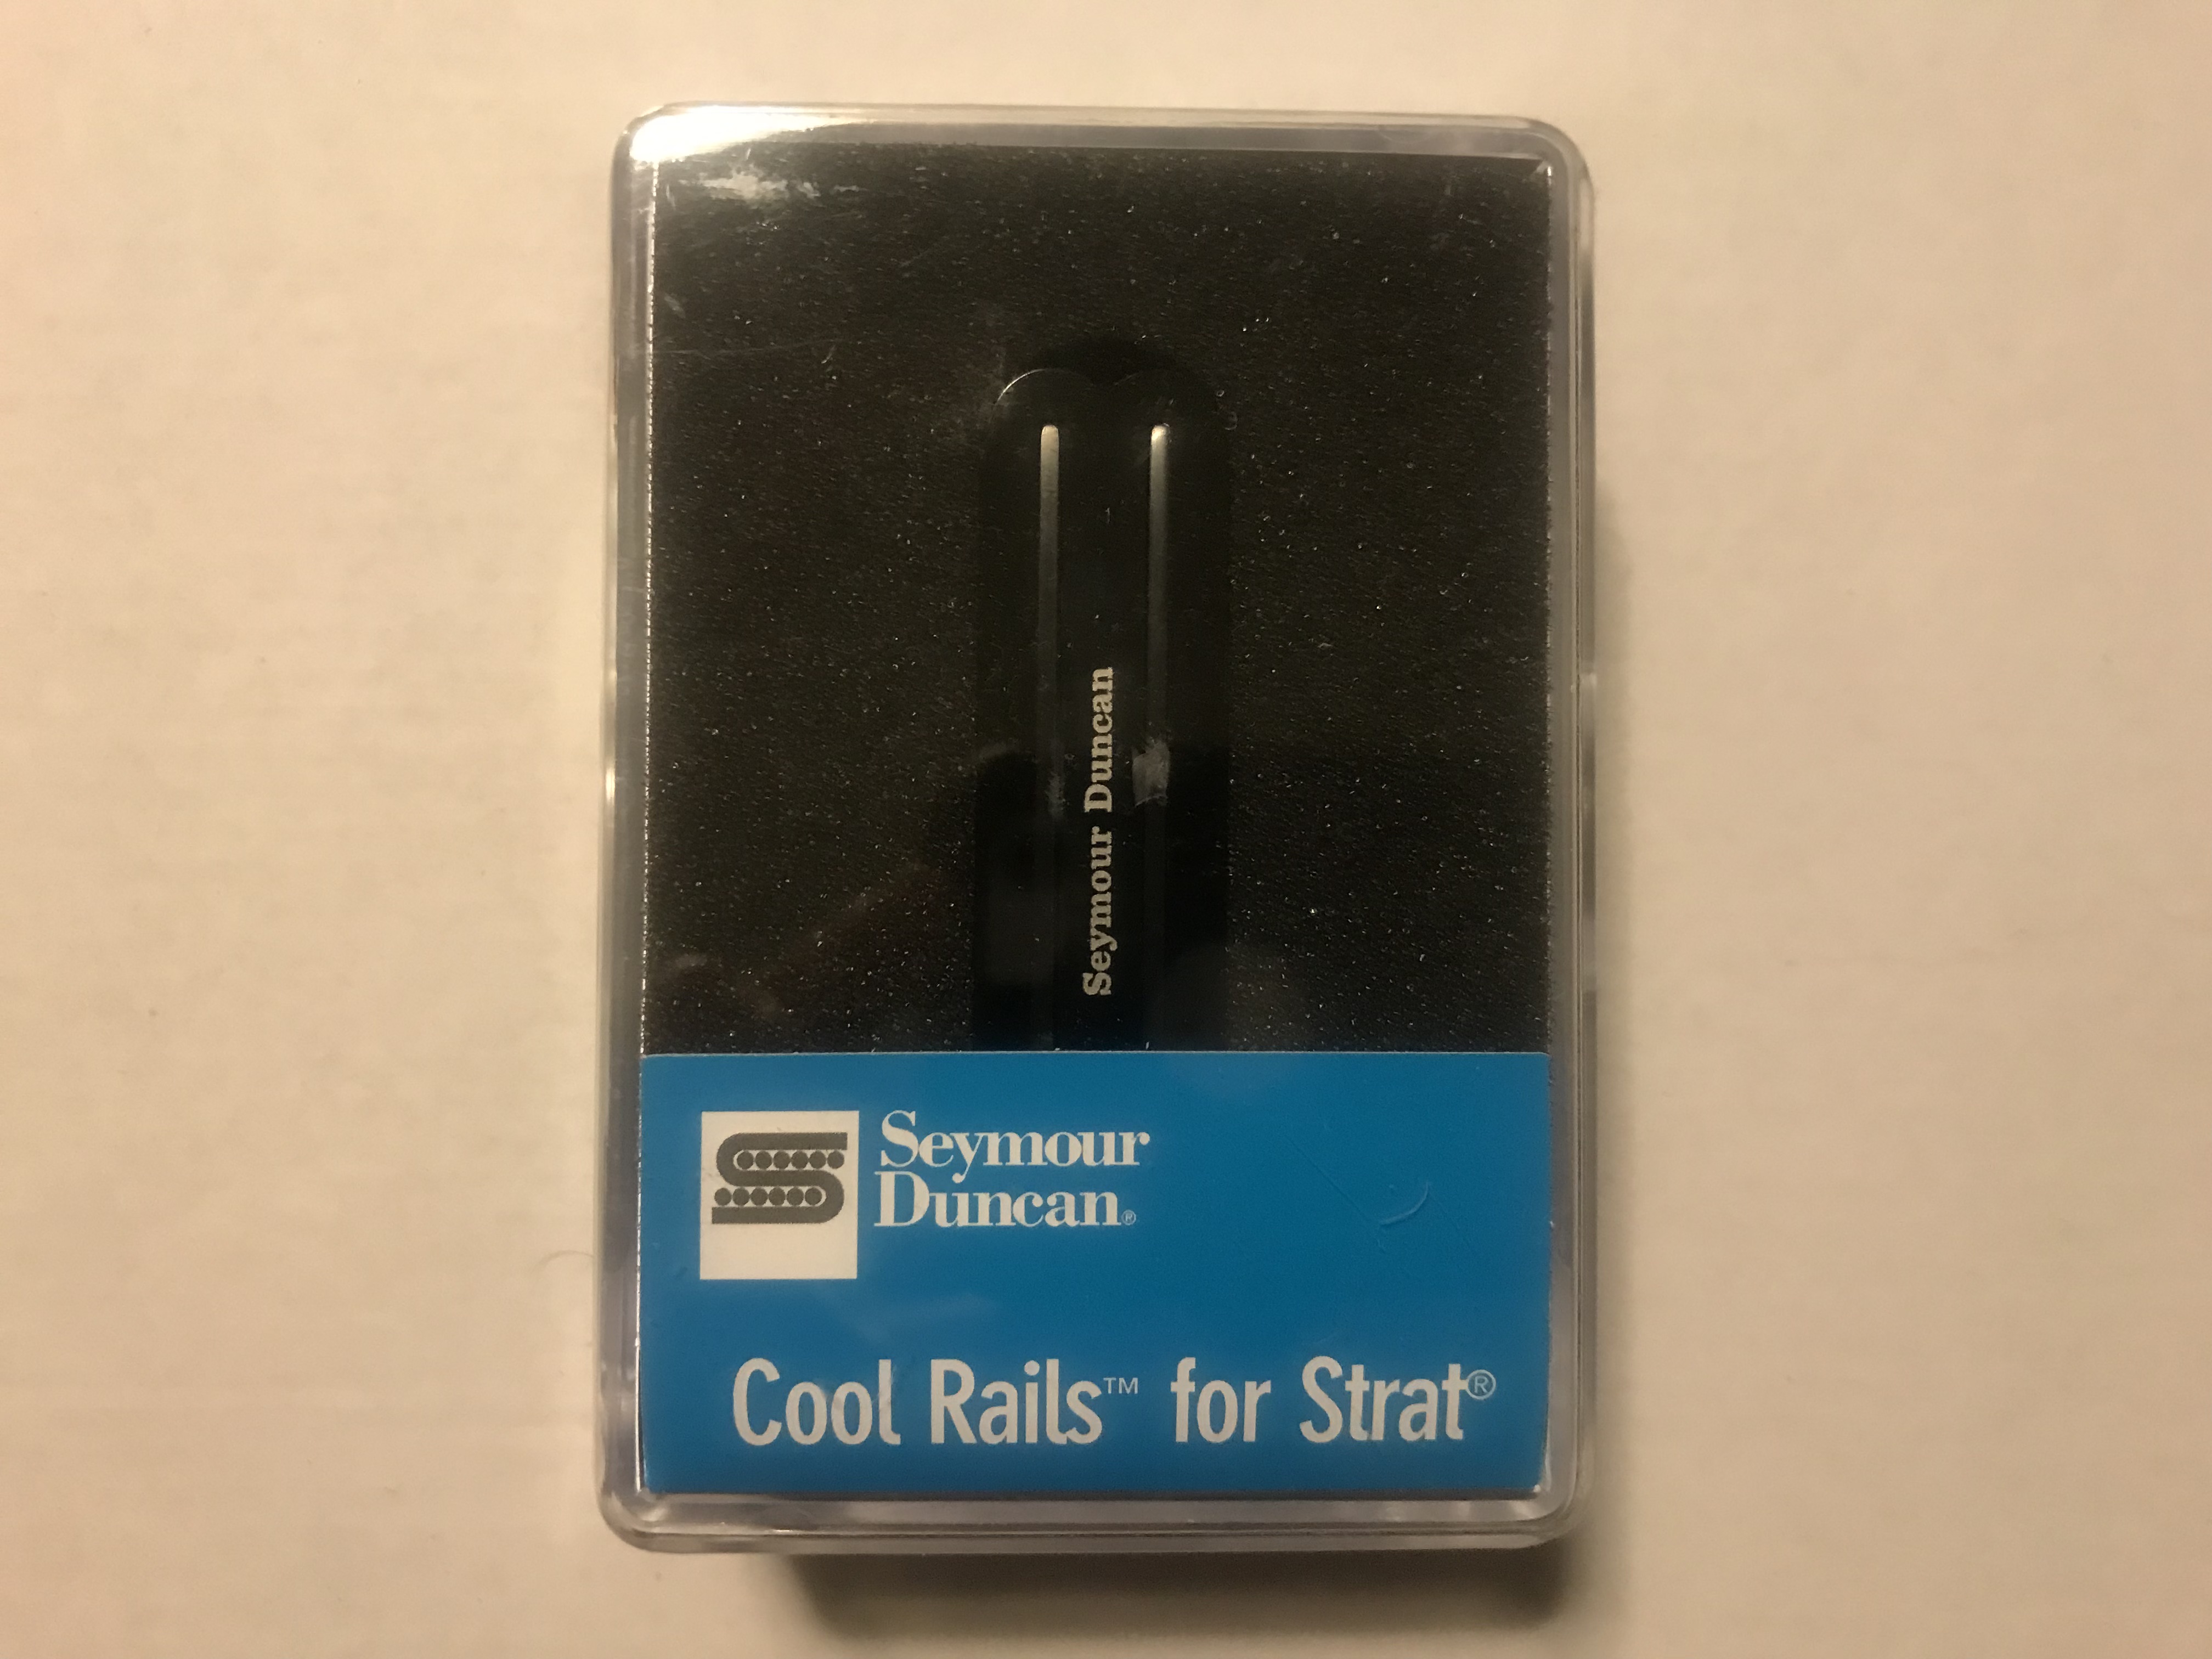 Seymour Duncan
Seymour
Duncan®
Cool Rails™ for Strat®